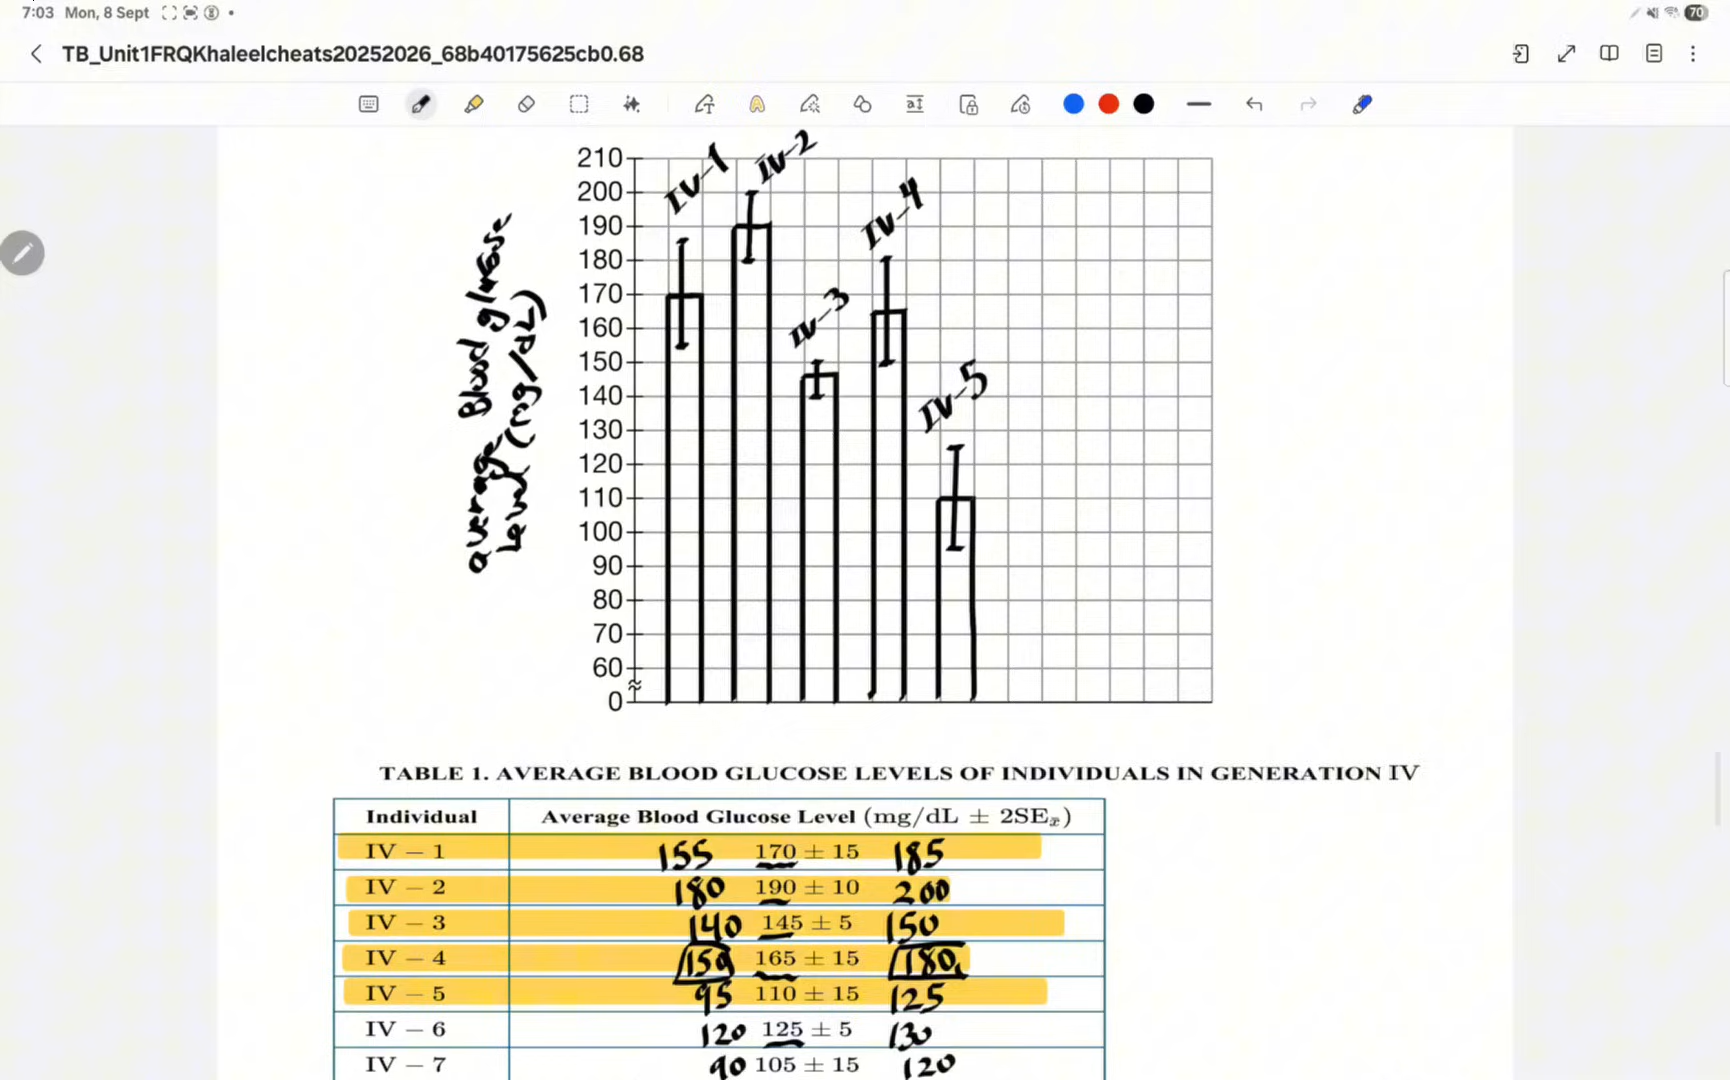 7:03 Mon, 8 Sept
70
TB_Unit1FRQKhaleelcheats20252026_68b40175625cb0.68
average Blood glucose
level (mg/dL)
210
200
190
180
170
160
150
140
130
120
110
100
90
80
70
60
0
IV-1
IV-2
IV-3
IV-4
IV-5
TABLE 1. AVERAGE BLOOD GLUCOSE LEVELS OF INDIVIDUALS IN GENERATION IV
Individual Average Blood Glucose Level (mg/dL ± 2SEx̄)
IV – 1 155 170 ± 15 185
IV – 2 180 190 ± 10 200
IV – 3 140 145 ± 5 150
IV – 4 150 165 ± 15 180
IV – 5 95 110 ± 15 125
IV – 6 120 125 ± 5 130
IV – 7 90 105 ± 15 120